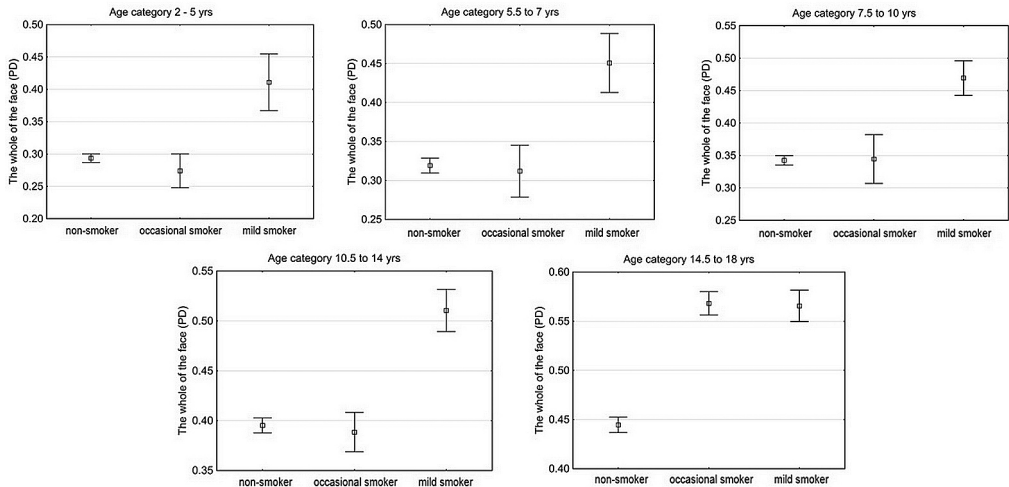 Age category 2 - 5 yrs
The whole of the face (PD)
0.50
0.45
0.40
0.35
0.30
0.25
0.20
non-smoker occasional smoker mild smoker
Age category 5.5 to 7 yrs
The whole of the face (PD)
0.50
0.45
0.40
0.35
0.30
0.25
non-smoker occasional smoker mild smoker
Age category 7.5 to 10 yrs
The whole of the face (PD)
0.55
0.50
0.45
0.40
0.35
0.30
0.25
non-smoker occasional smoker mild smoker
Age category 10.5 to 14 yrs
The whole of the face (PD)
0.55
0.50
0.45
0.40
0.35
non-smoker occasional smoker mild smoker
Age category 14.5 to 18 yrs
The whole of the face (PD)
0.60
0.55
0.50
0.45
0.40
non-smoker occasional smoker mild smoker